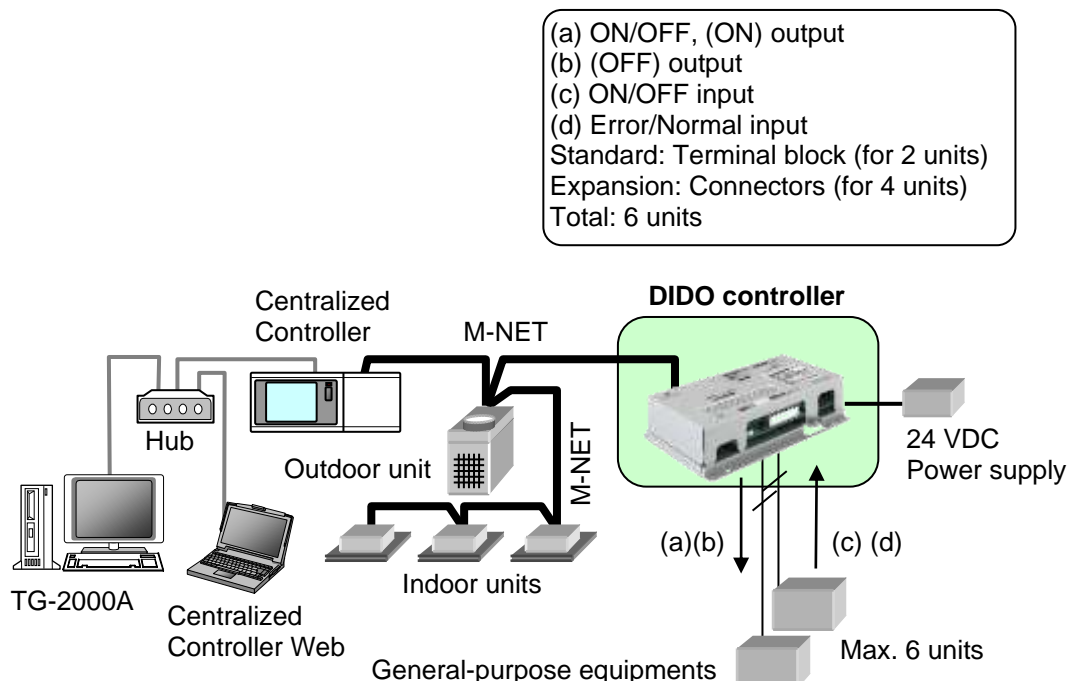 (a) ON/OFF, (ON) output
(b) (OFF) output
(c) ON/OFF input
(d) Error/Normal input
Standard: Terminal block (for 2 units)
Expansion: Connectors (for 4 units)
Total: 6 units
DIDO controller
Centralized
Controller
M-NET
Hub
Outdoor unit
M-NET
24 VDC
Power supply
(a)(b)
(c) (d)
Indoor units
TG-2000A
Centralized
Controller Web
Max. 6 units
General-purpose equipments